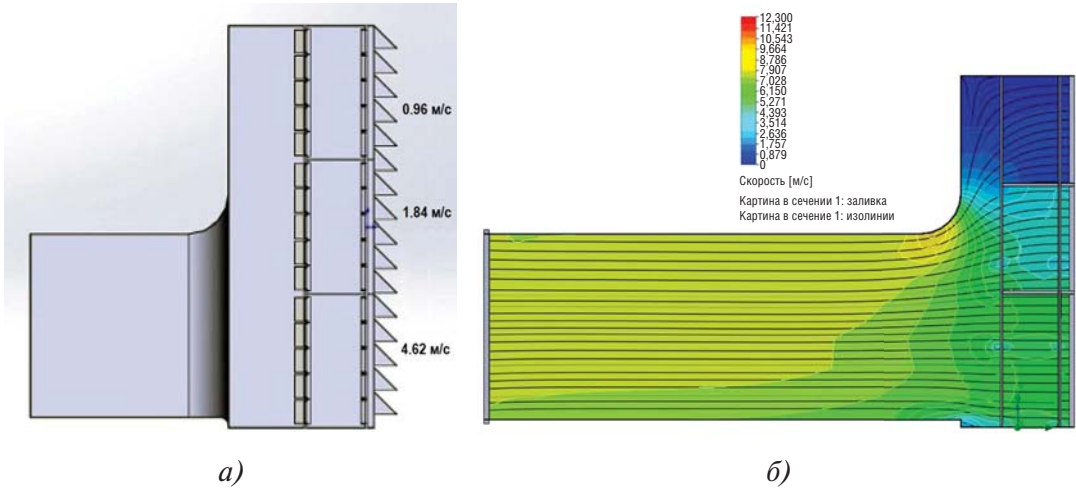 0.96 м/с
1.84 м/с
4.62 м/с
а)
12,300
11,421
10,543
9,664
8,786
7,907
7,028
6,150
5,271
4,393
3,514
2,636
1,757
0,879
0
Скорость [м/с]
Картина в сечении 1: заливка
Картина в сечении 1: изолинии
б)